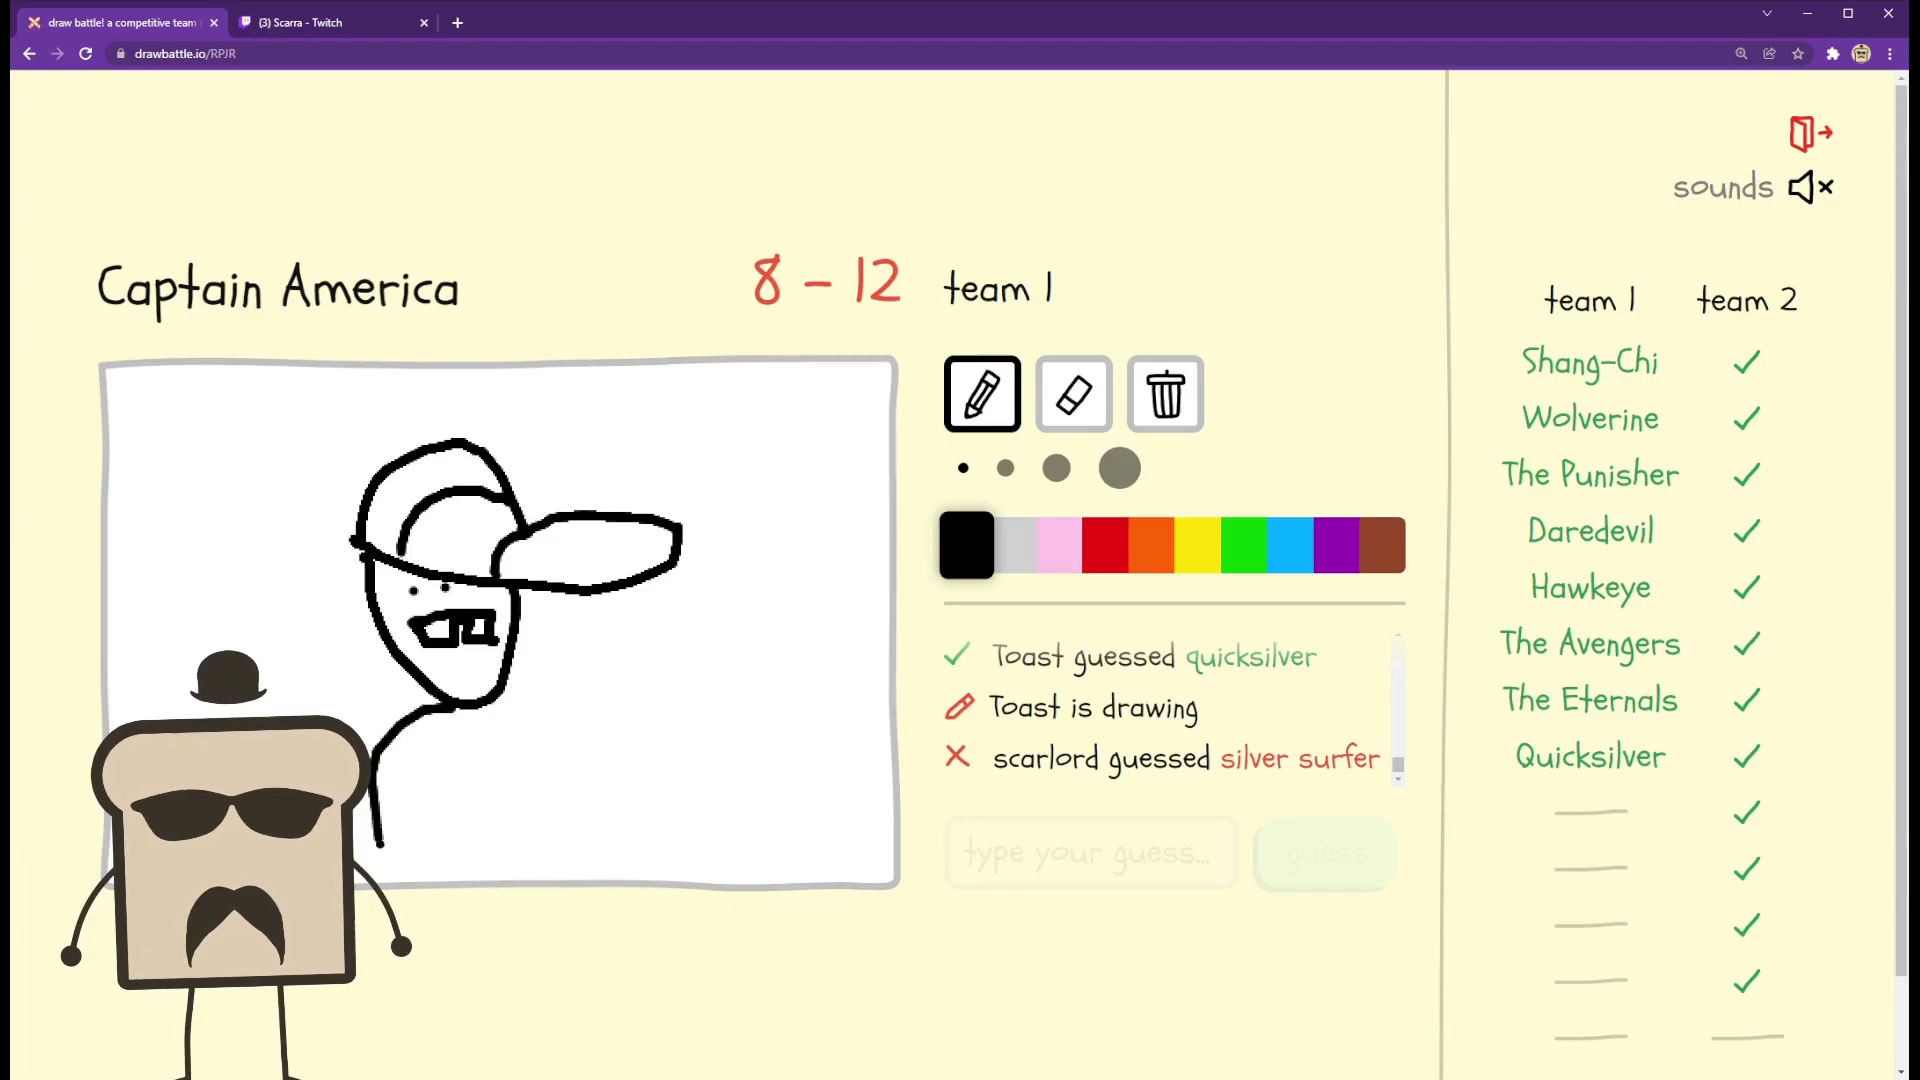 draw battle! a competitive team
(3) Scarra - Twitch
drawbattle.io/RPJR
sounds
Captain America
8 - 12
team 1
team 1
team 2
Shang-Chi
Wolverine
The Punisher
Daredevil
Hawkeye
The Avengers
The Eternals
Quicksilver
Toast guessed quicksilver
Toast is drawing
scarlord guessed silver surfer
type your guess...
guess